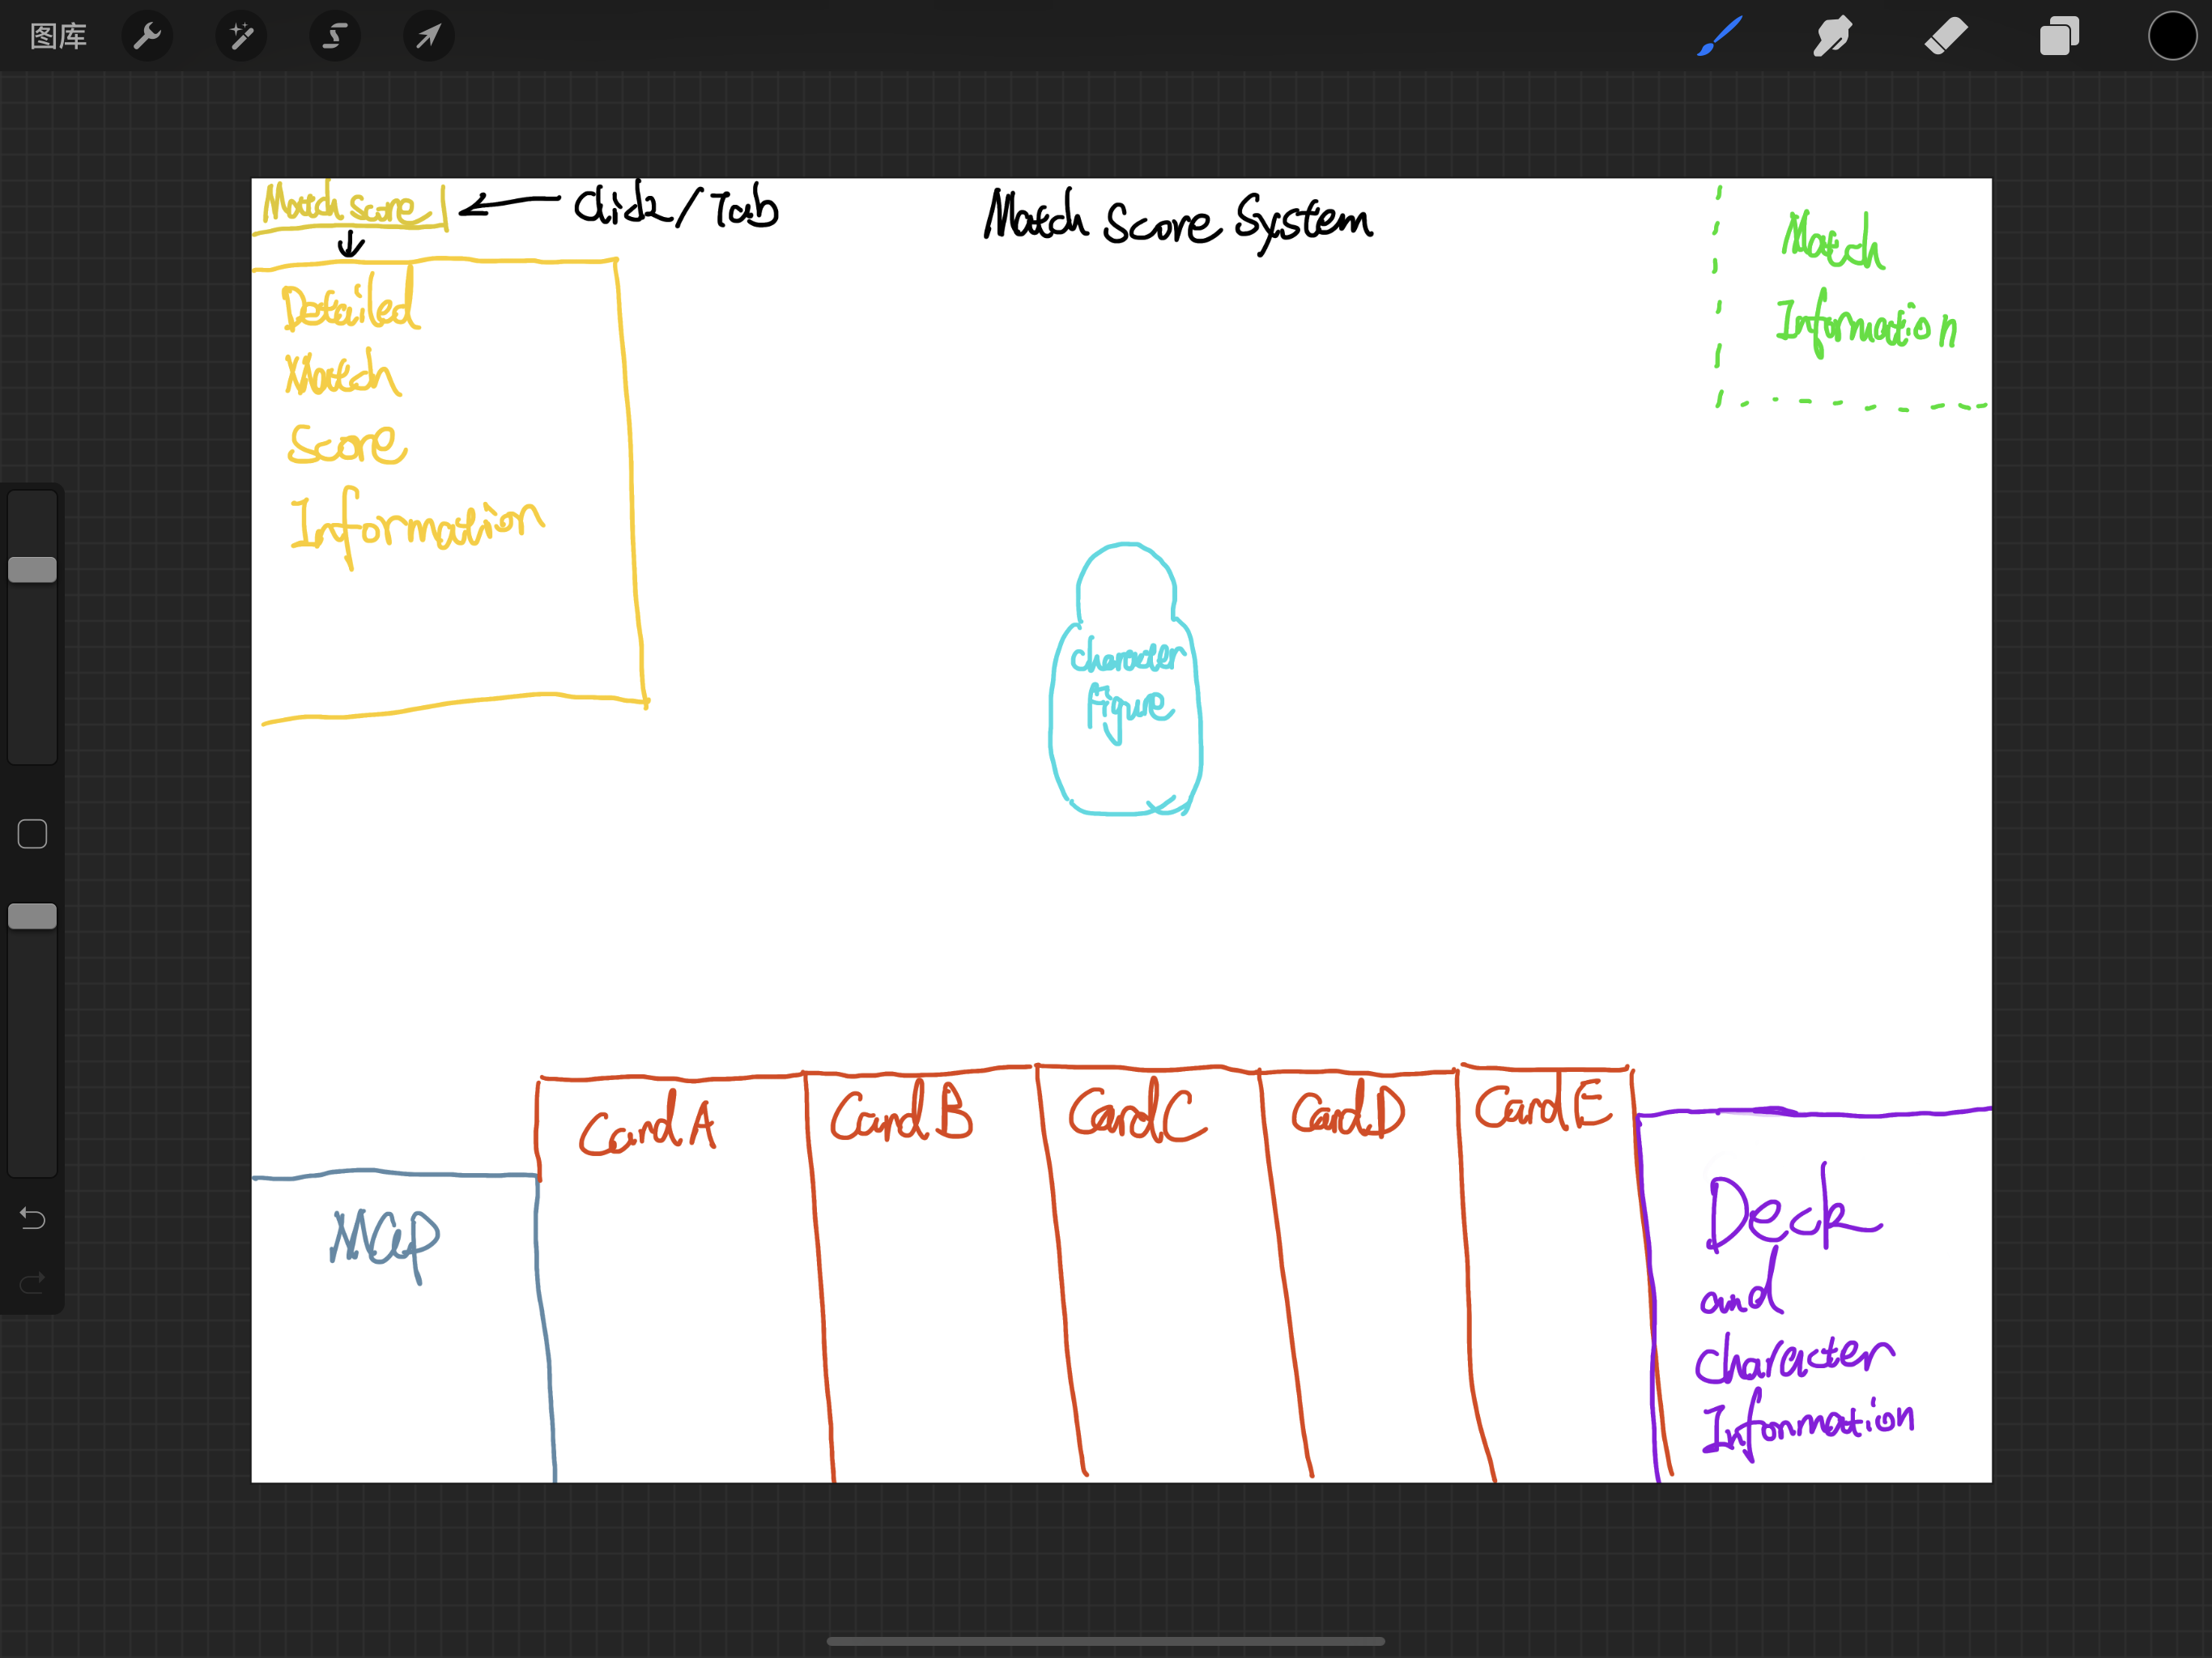 图库
Match Score
Click/Tab
Match Score System
Match
Information
Detailed
Match
Score
Information
Character
Figure
Card A
Card B
Card C
Card D
Card E
Map
Deck
and
Character
Information